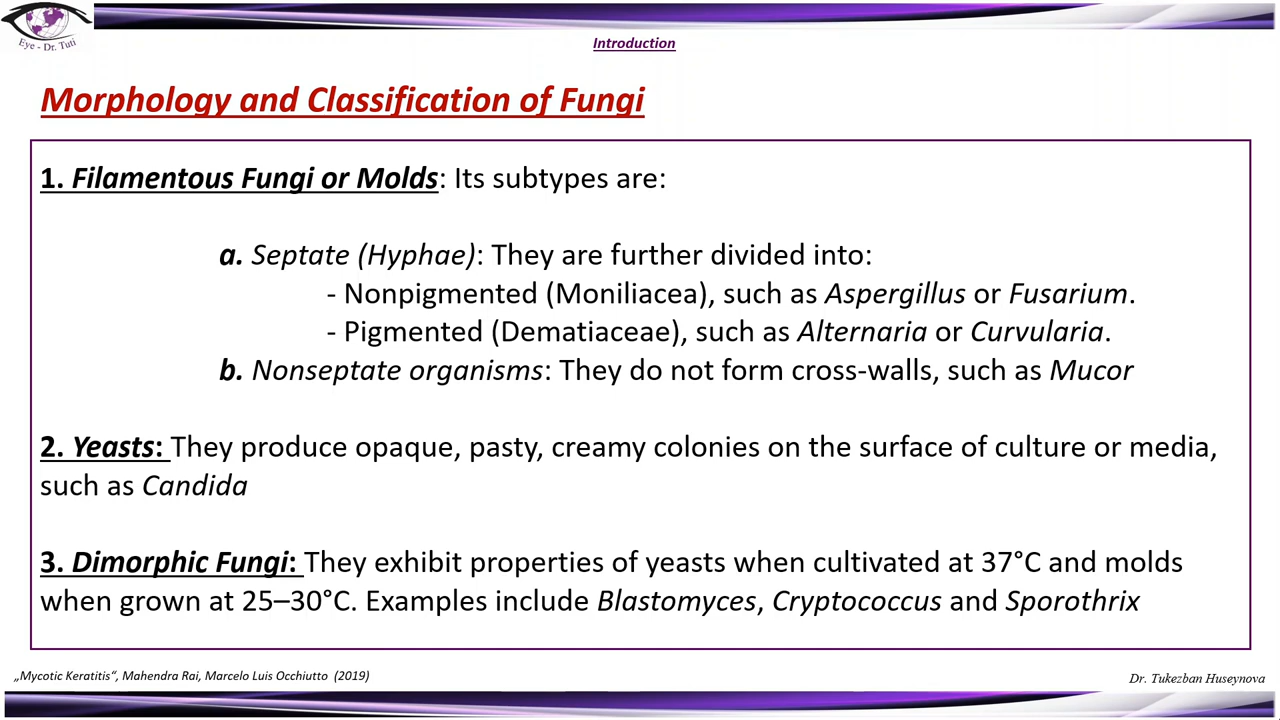 Eye - Dr. Tuti
Introduction
Morphology and Classification of Fungi
1. Filamentous Fungi or Molds: Its subtypes are:
a. Septate (Hyphae): They are further divided into:
- Nonpigmented (Moniliacea), such as Aspergillus or Fusarium.
- Pigmented (Dematiaceae), such as Alternaria or Curvularia.
b. Nonseptate organisms: They do not form cross-walls, such as Mucor
2. Yeasts: They produce opaque, pasty, creamy colonies on the surface of culture or media,
such as Candida
3. Dimorphic Fungi: They exhibit properties of yeasts when cultivated at 37°C and molds
when grown at 25–30°C. Examples include Blastomyces, Cryptococcus and Sporothrix
„Mycotic Keratitis“, Mahendra Rai, Marcelo Luis Occhiutto (2019)
Dr. Tukezban Huseynova